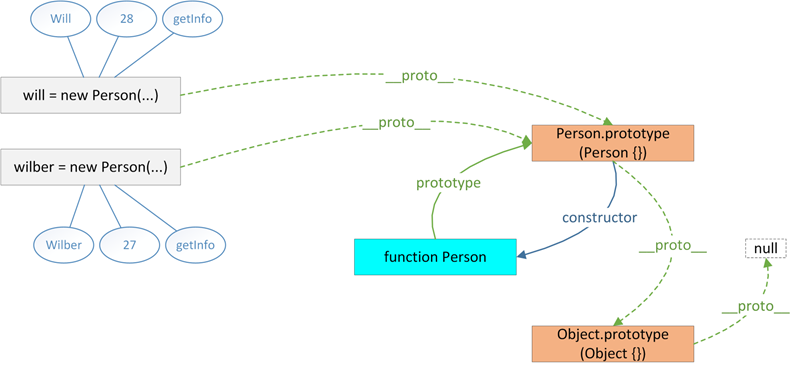 Will
28
getInfo
will = new Person(...)
__proto__
__proto__
Person.prototype
(Person {})
wilber = new Person(...)
prototype
constructor
Wilber
27
getInfo
function Person
__proto__
null
__proto__
Object.prototype
(Object {})